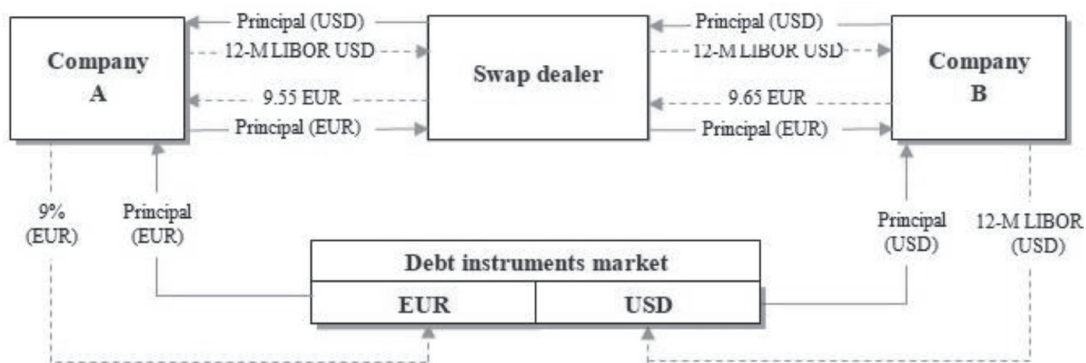 Principal (USD)
Principal (USD)
12-M LIBOR USD
12-M LIBOR USD
Company
A
Swap dealer
Company
B
9.55 EUR
9.65 EUR
Principal (EUR)
Principal (EUR)
9%
(EUR)
Principal
(EUR)
Principal
(USD)
12-M LIBOR
(USD)
Debt instruments market
EUR
USD